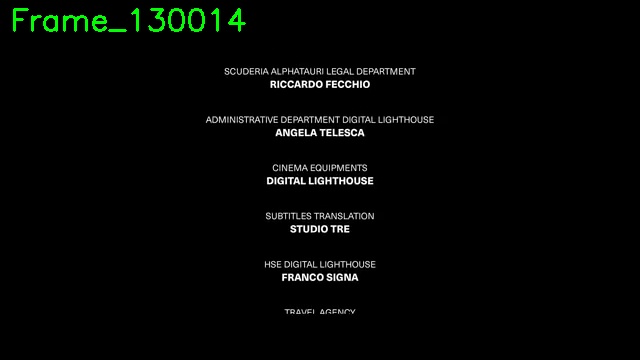 Frame_130014
SCUDERIA ALPHATAURI LEGAL DEPARTMENT
RICCARDO FECCHIO
ADMINISTRATIVE DEPARTMENT DIGITAL LIGHTHOUSE
ANGELA TELESCA
CINEMA EQUIPMENTS
DIGITAL LIGHTHOUSE
SUBTITLES TRANSLATION
STUDIO TRE
HSE DIGITAL LIGHTHOUSE
FRANCO SIGNA
TRAVEL AGENCY